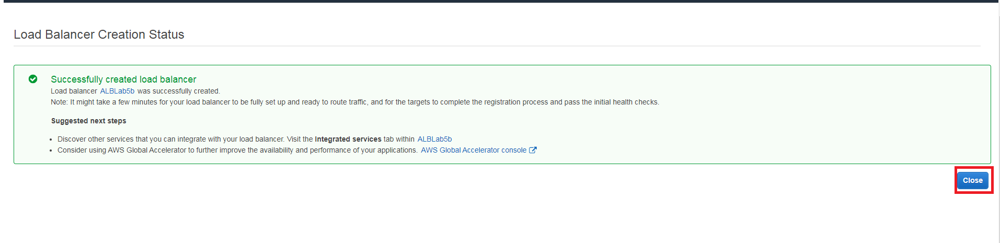 Load Balancer Creation Status
Successfully created load balancer
Load balancer ALBLab5b was successfully created.
Note: It might take a few minutes for your load balancer to be fully set up and ready to route traffic, and for the targets to complete the registration process and pass the initial health checks.
Suggested next steps
• Discover other services that you can integrate with your load balancer. Visit the Integrated services tab within ALBLab5b
• Consider using AWS Global Accelerator to further improve the availability and performance of your applications. AWS Global Accelerator console
Close